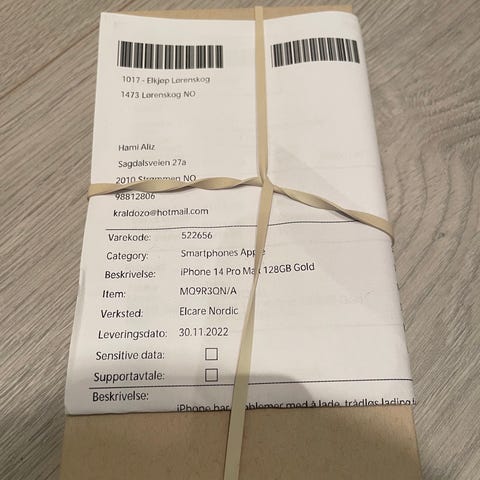 1017 - Elkjøp Lørenskog
1473 Lørenskog NO
Hami Aliz
Sagdalsveien 27a
2010 Strømmen NO
98812806
kraldozo@hotmail.com
Varekode: 522656
Category: Smartphones Apple
Beskrivelse: iPhone 14 Pro Max 128GB Gold
Item: MQ9R3QN/A
Verksted: Elcare Nordic
Leveringsdato: 30.11.2022
Sensitive data:
Supportavtale:
Beskrivelse:
iPhone har problemer med å lade, trådløs lading